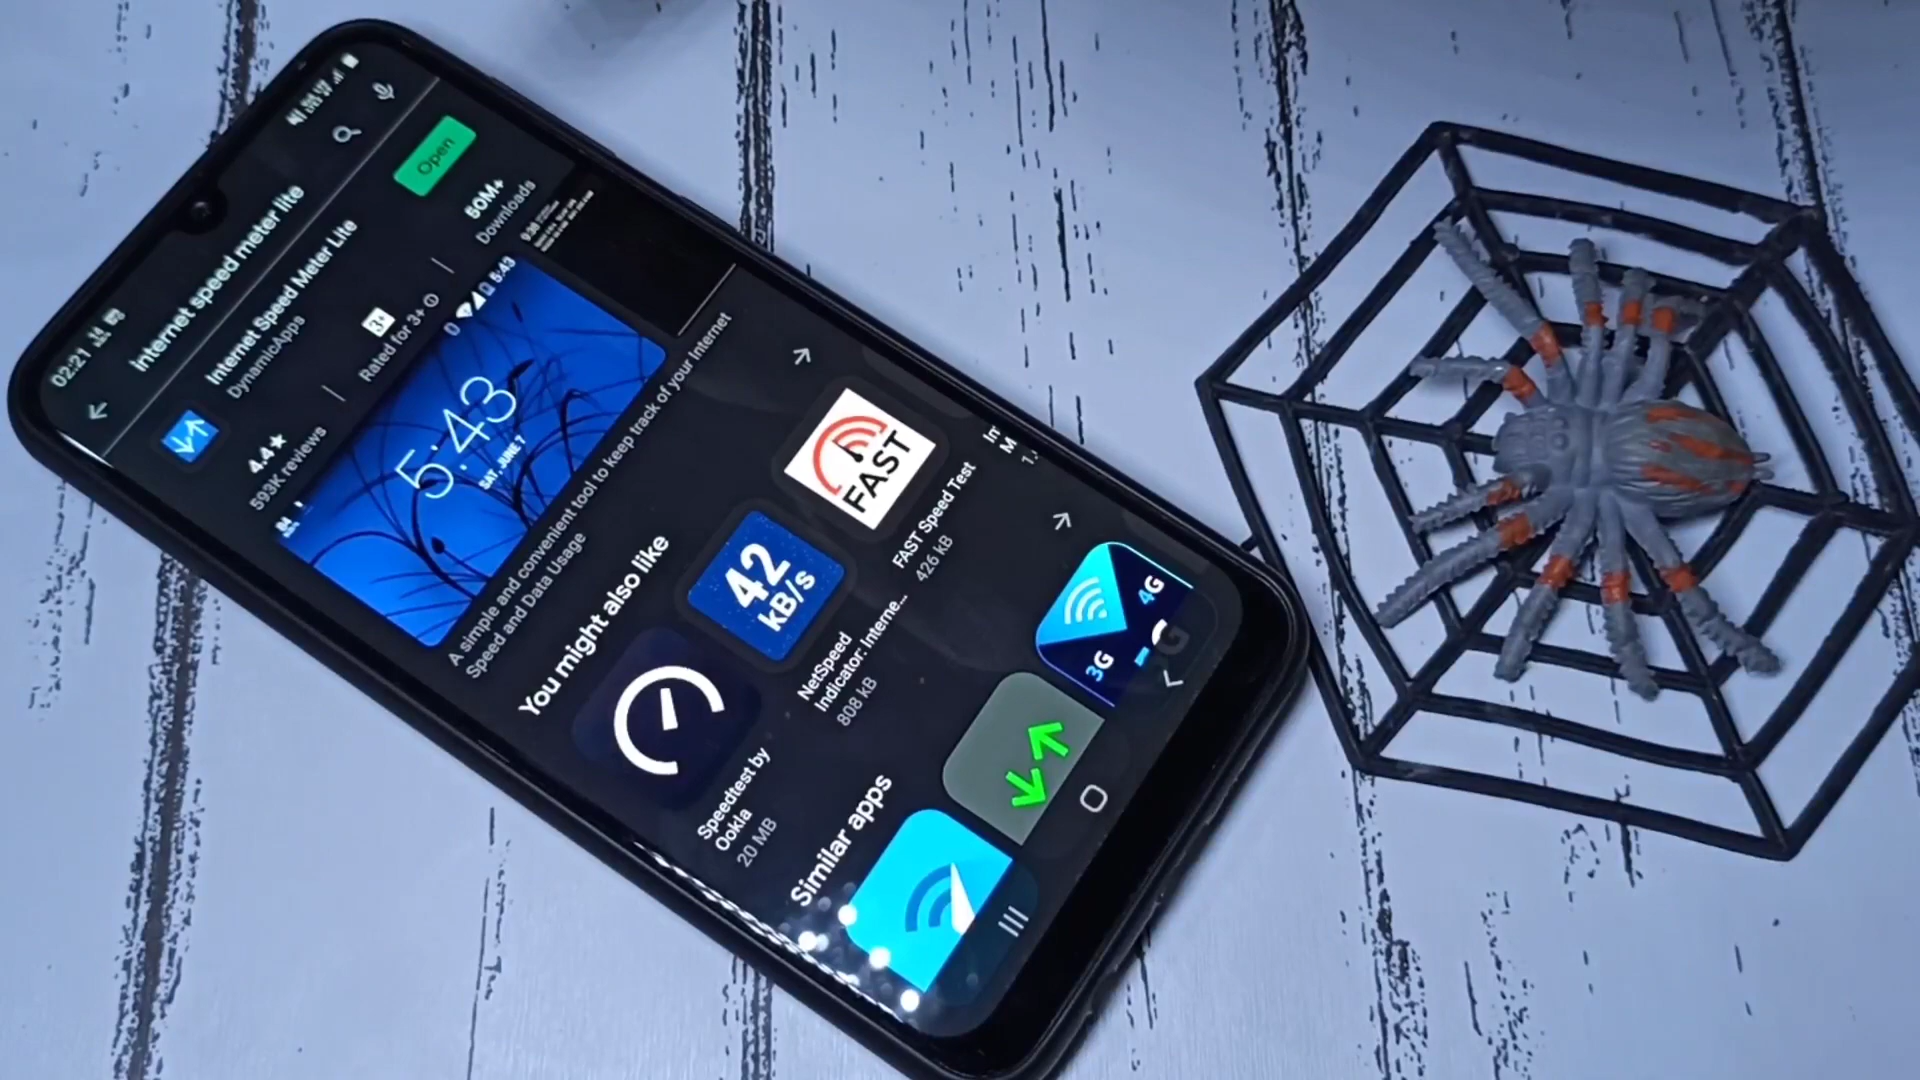 02:21
internet speed meter lite
Internet Speed Meter Lite
DynamicApps
Open
4.4★
593K reviews
3+
Rated for 3+
50M+
Downloads
5:43
5:43
SAT, JUNE 7
A simple and convenient tool to keep track of your Internet
Speed and Data Usage
You might also like
42
kB/s
FAST
Speedtest by
Ookla
20 MB
NetSpeed
Indicator: Interne...
808 kB
FAST Speed Test
426 kB
Similar apps
3G
4G